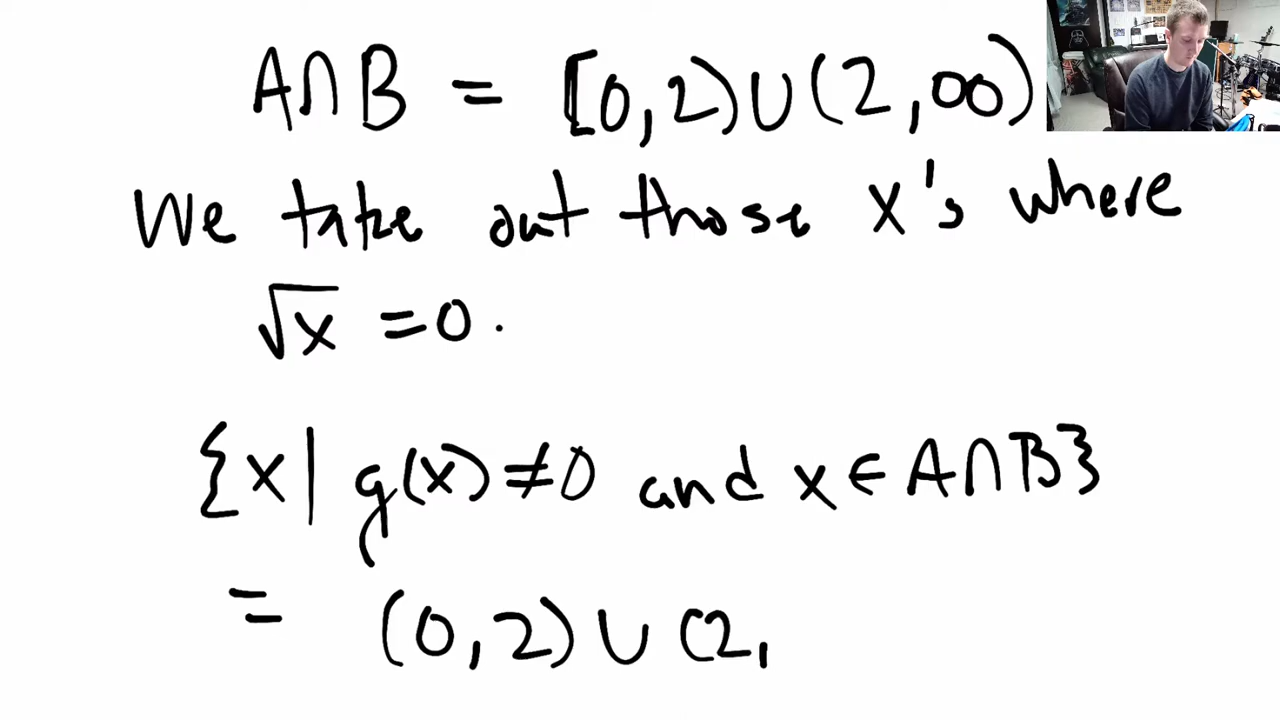 A∩B = [0,2)∪(2,∞)
We take out those x's where
√x = 0.
{x| g(x)≠0 and x∈A∩B}
= (0,2)∪(2,